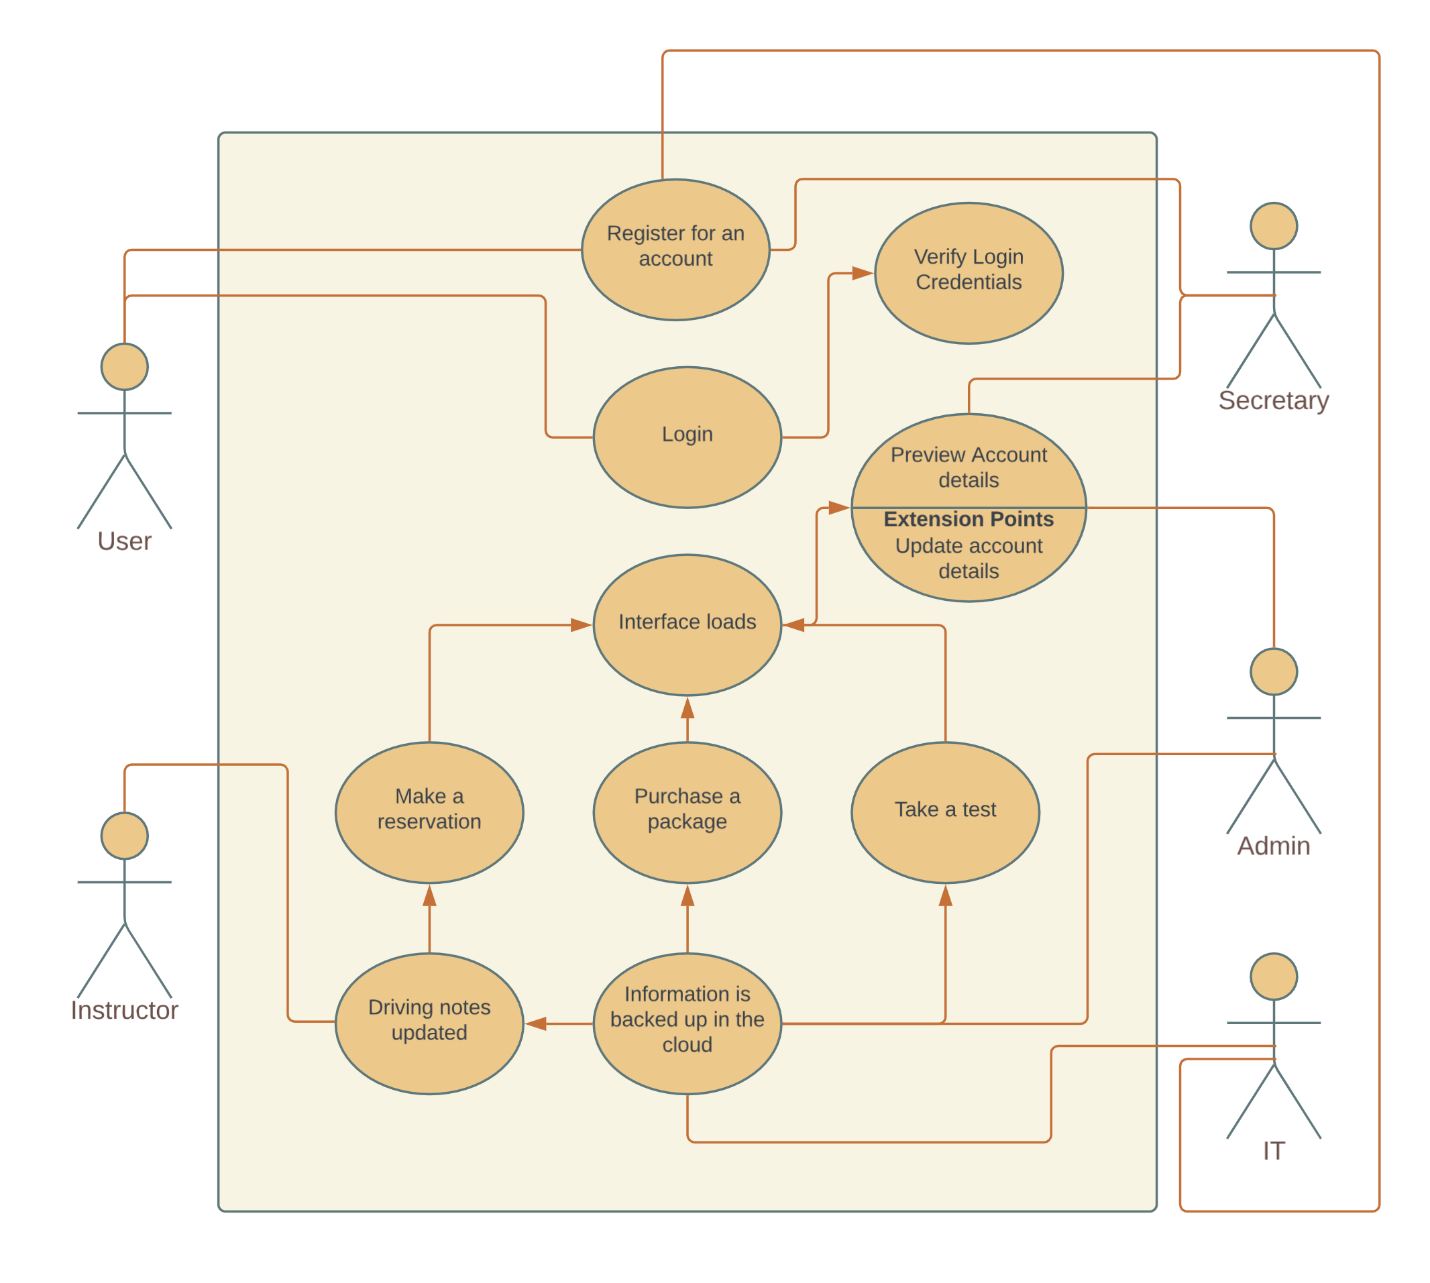 Register for an
account
Verify Login
Credentials
Secretary
Login
Preview Account
details
Extension Points
Update account
details
User
Interface loads
Make a
reservation
Purchase a
package
Take a test
Admin
Instructor
Driving notes
updated
Information is
backed up in the
cloud
IT